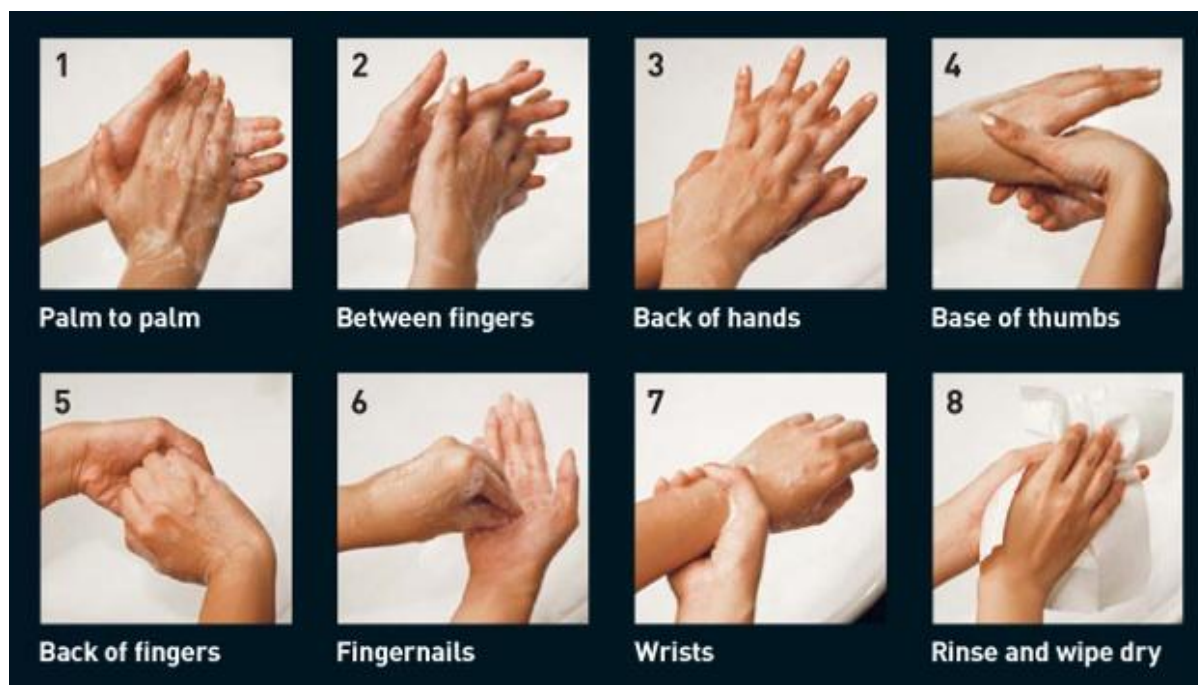 1
2
3
4
Palm to palm
Between fingers
Back of hands
Base of thumbs
5
6
7
8
Back of fingers
Fingernails
Wrists
Rinse and wipe dry